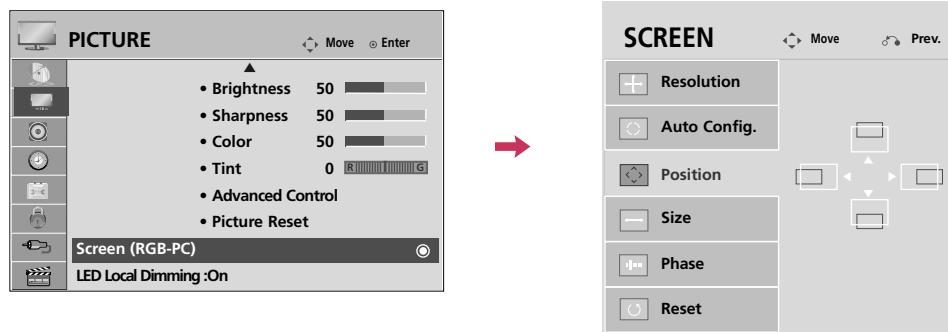 PICTURE
Move
Enter
• Brightness 50
• Sharpness 50
• Color 50
• Tint 0 R G
• Advanced Control
• Picture Reset
Screen (RGB-PC)
LED Local Dimming :On
SCREEN
Move
Prev.
Resolution
Auto Config.
Position
Size
Phase
Reset